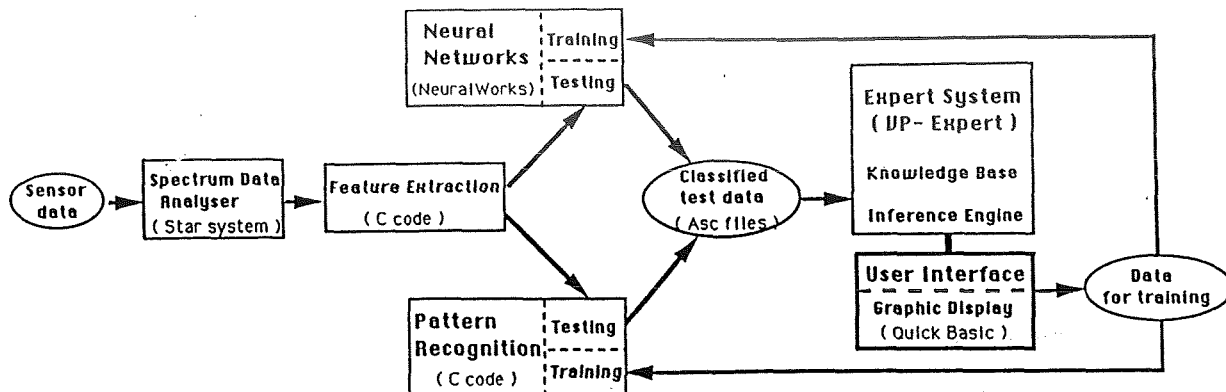 Neural
Networks
(NeuralWorks)
Training
Testing
Sensor
data
Spectrum Data
Analyser
(Star system)
Feature Extraction
(C code)
Pattern
Recognition
(C code)
Testing
Training
Classified
test data
(Asc files)
Expert System
(VP-Expert)
Knowledge Base
Inference Engine
User Interface
Graphic Display
(Quick Basic)
Data
for training